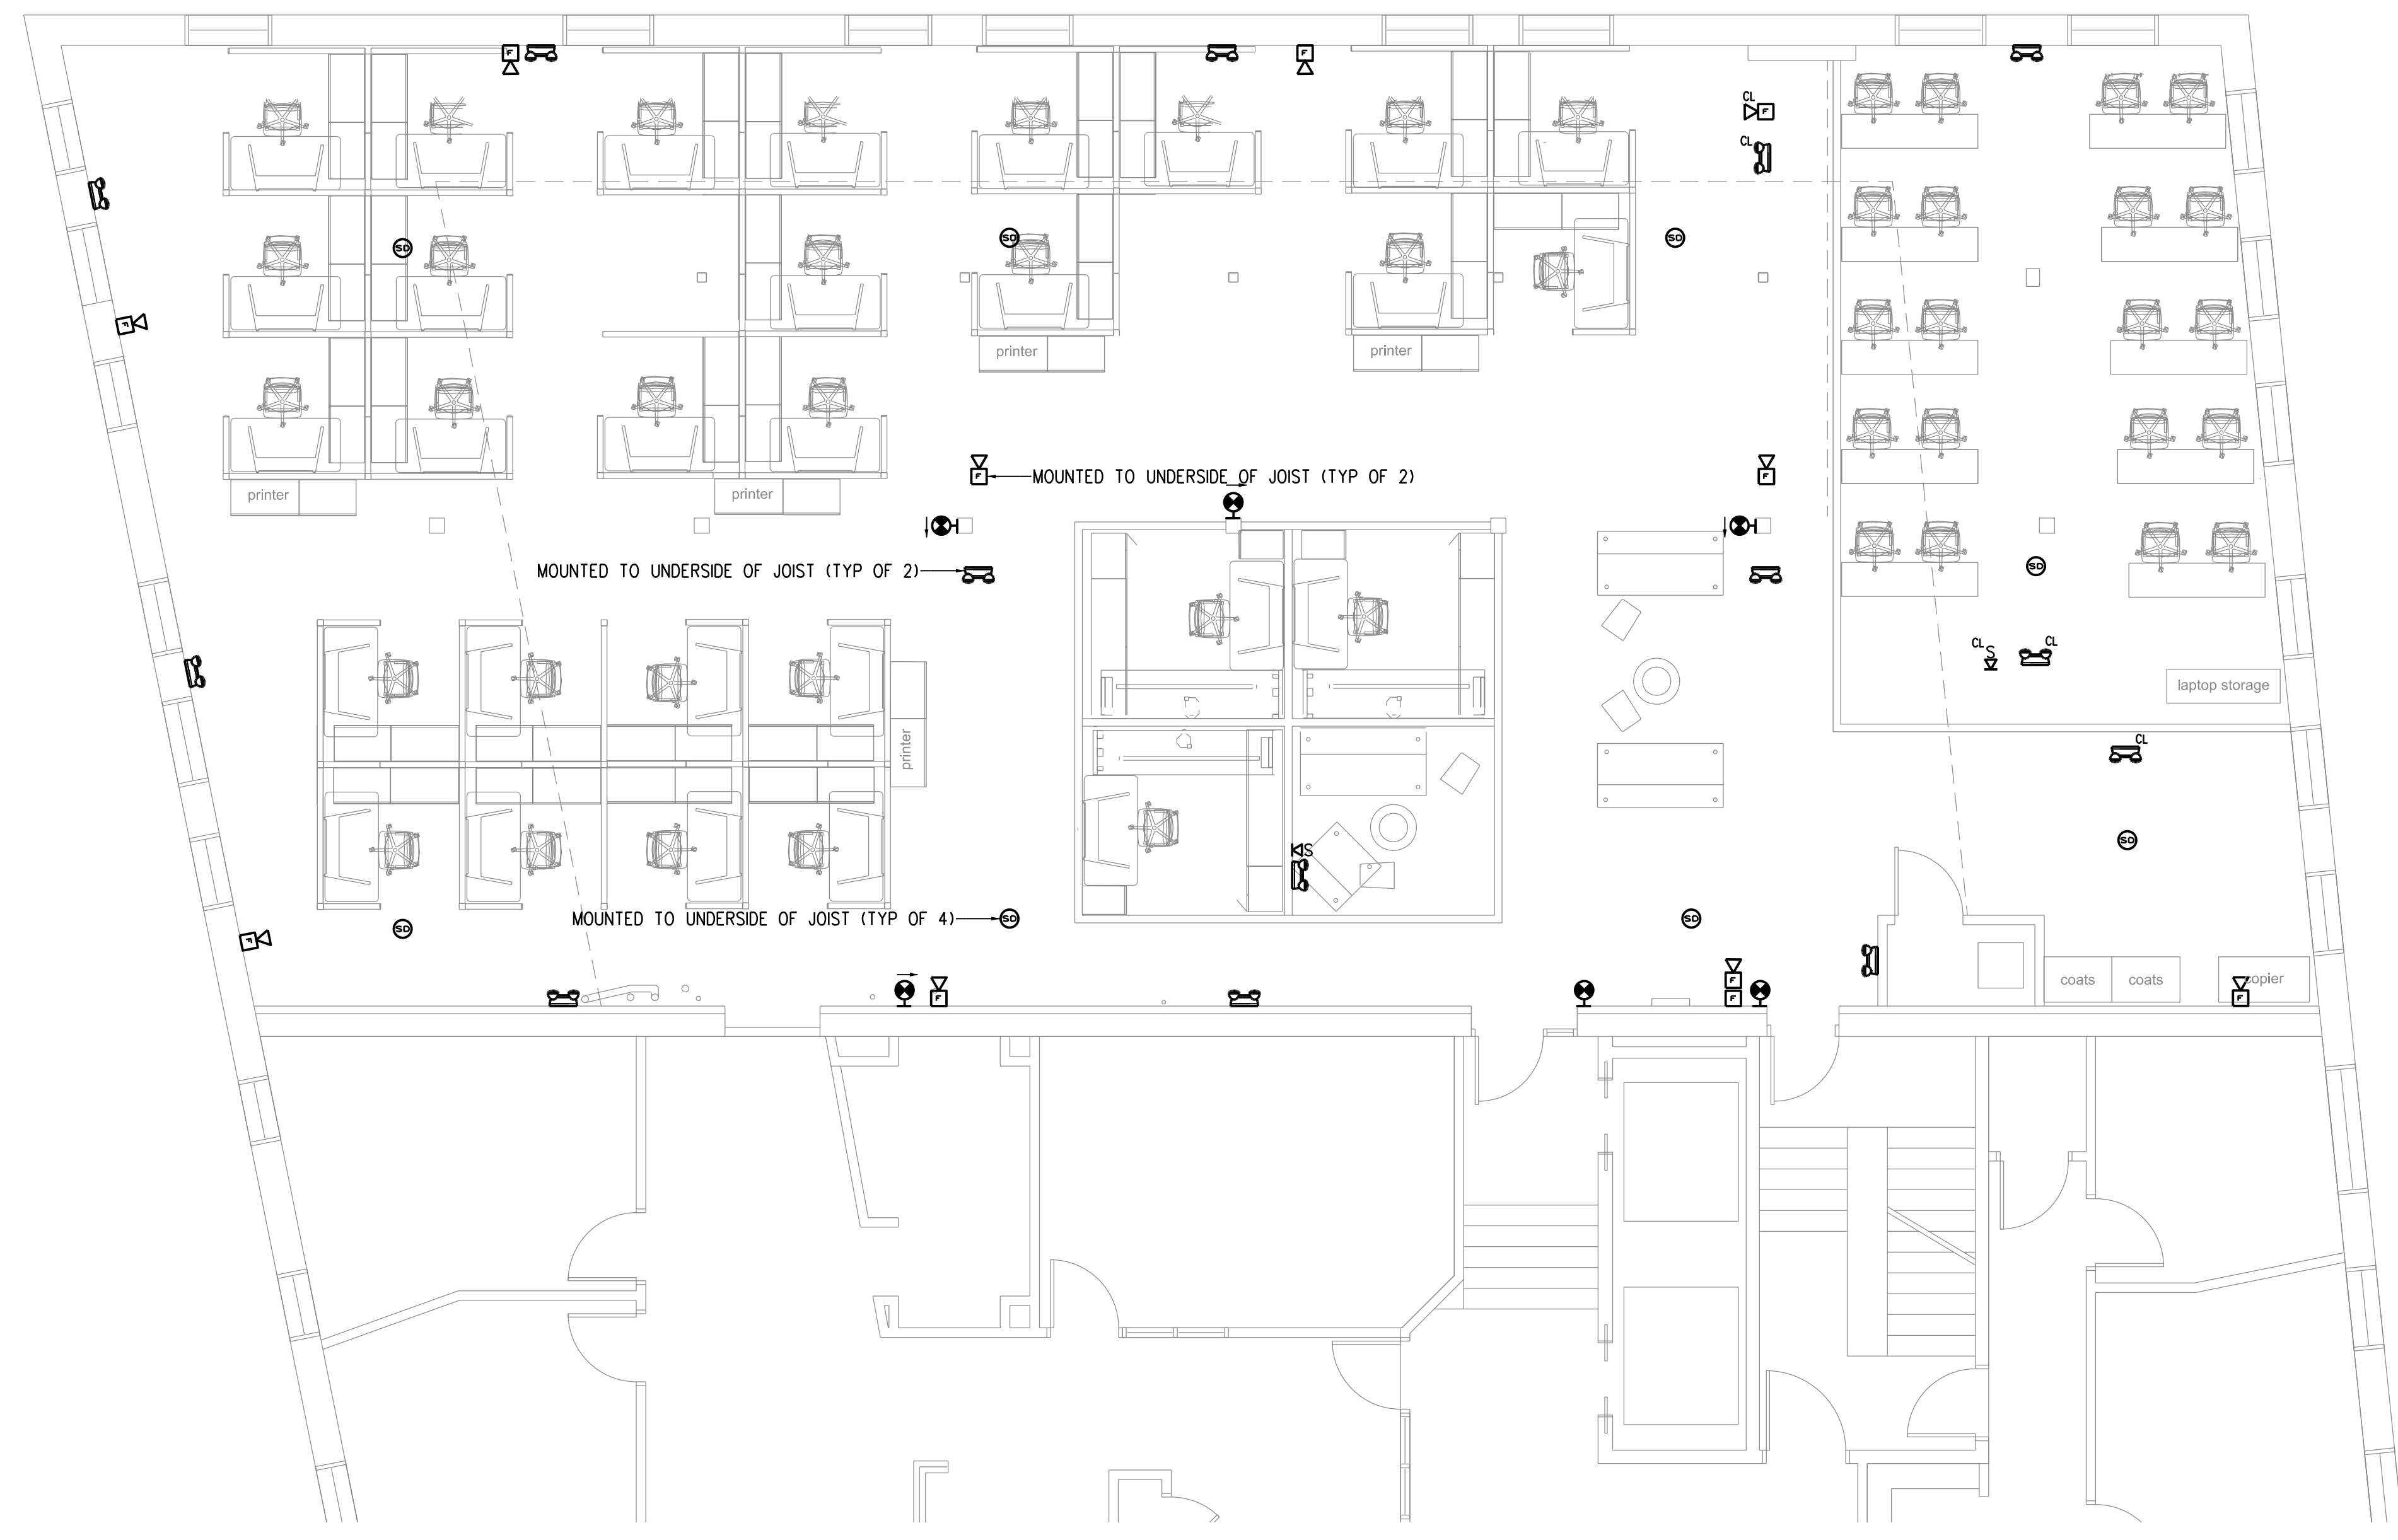 F
F
CL
F
CL
F
SD
SD
SD
printer
printer
F
MOUNTED TO UNDERSIDE OF JOIST (TYP OF 2)
F
printer
printer
MOUNTED TO UNDERSIDE OF JOIST (TYP OF 2)
SD
CL S
CL
laptop storage
printer
CL
S
SD
F
SD
MOUNTED TO UNDERSIDE OF JOIST (TYP OF 4)
SD
SD
F
F
F
coats
coats
copier
F